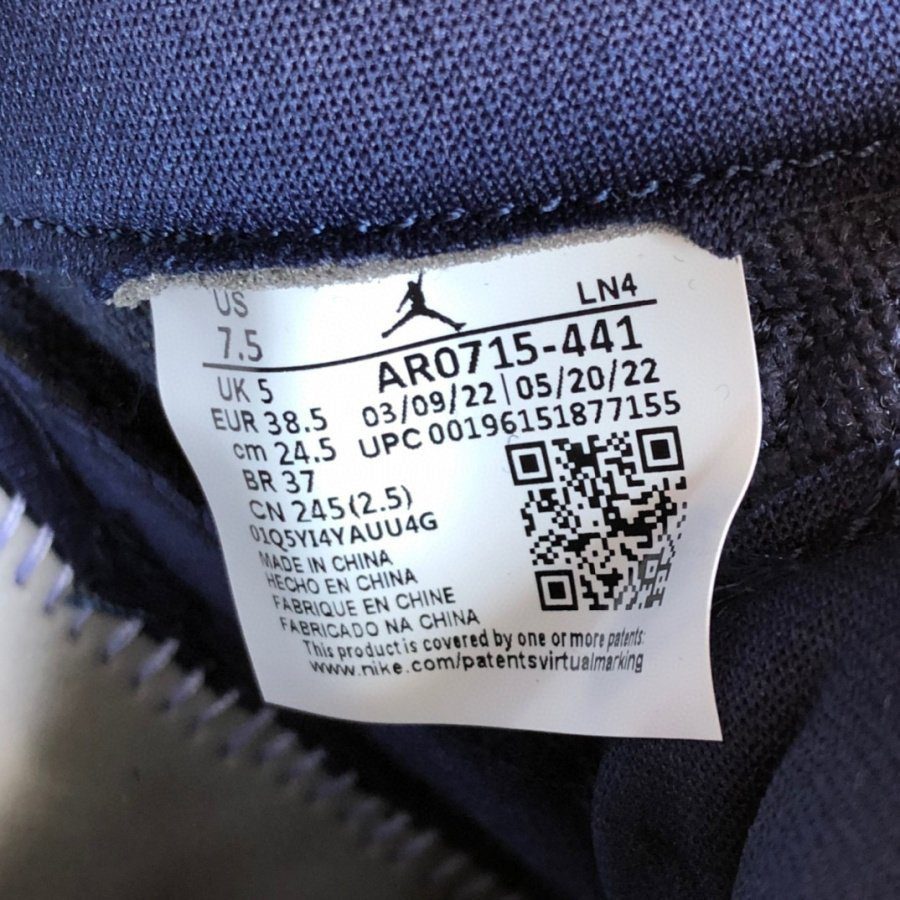 US
7.5
LN4
AR0715-441
UK 5
EUR 38.5
cm 24.5
BR 37
CN 245(2.5)
03/09/22 | 05/20/22
UPC 00196151877155
01Q5YI4YAUU4G
MADE IN CHINA
HECHO EN CHINA
FABRIQUE EN CHINE
FABRICADO NA CHINA
This product is covered by one or more patents:
www.nike.com/patentsvirtualmarking